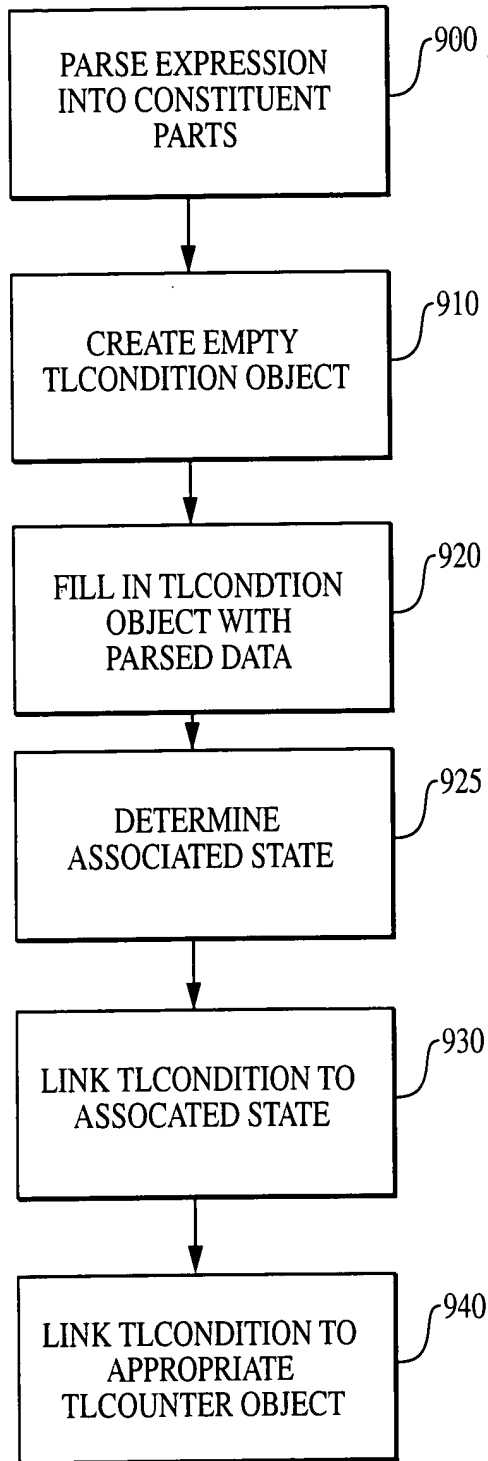 PARSE EXPRESSION
INTO CONSTITUENT
PARTS
900
CREATE EMPTY
TLCONDITION OBJECT
910
FILL IN TLCONDTION
OBJECT WITH
PARSED DATA
920
DETERMINE
ASSOCIATED STATE
925
LINK TLCONDITION TO
ASSOCATED STATE
930
LINK TLCONDITION TO
APPROPRIATE
TLCOUNTER OBJECT
940